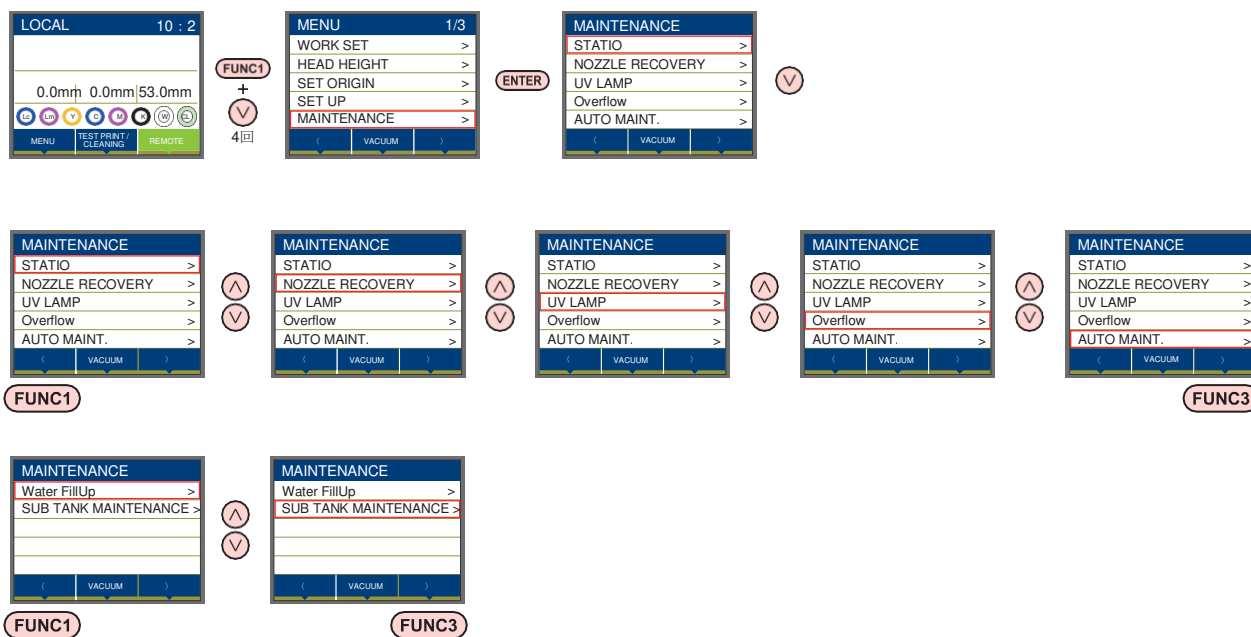 LOCAL 10 : 2
0.0mm 0.0mm 53.0mm
Lc Lm Y C M K W CL
MENU TEST PRINT / CLEANING REMOTE
FUNC1
+
4回
MENU 1/3
WORK SET >
HEAD HEIGHT >
SET ORIGIN >
SET UP >
MAINTENANCE >
〈 VACUUM 〉
ENTER
MAINTENANCE
STATIO >
NOZZLE RECOVERY >
UV LAMP >
Overflow >
AUTO MAINT. >
〈 VACUUM 〉
MAINTENANCE
STATIO >
NOZZLE RECOVERY >
UV LAMP >
Overflow >
AUTO MAINT. >
〈 VACUUM 〉
FUNC1
MAINTENANCE
STATIO >
NOZZLE RECOVERY >
UV LAMP >
Overflow >
AUTO MAINT. >
〈 VACUUM 〉
MAINTENANCE
STATIO >
NOZZLE RECOVERY >
UV LAMP >
Overflow >
AUTO MAINT. >
〈 VACUUM 〉
MAINTENANCE
STATIO >
NOZZLE RECOVERY >
UV LAMP >
Overflow >
AUTO MAINT. >
〈 VACUUM 〉
MAINTENANCE
STATIO >
NOZZLE RECOVERY >
UV LAMP >
Overflow >
AUTO MAINT. >
〈 VACUUM 〉
FUNC3
MAINTENANCE
Water FillUp >
SUB TANK MAINTENANCE >
〈 VACUUM 〉
FUNC1
MAINTENANCE
Water FillUp >
SUB TANK MAINTENANCE >
〈 VACUUM 〉
FUNC3